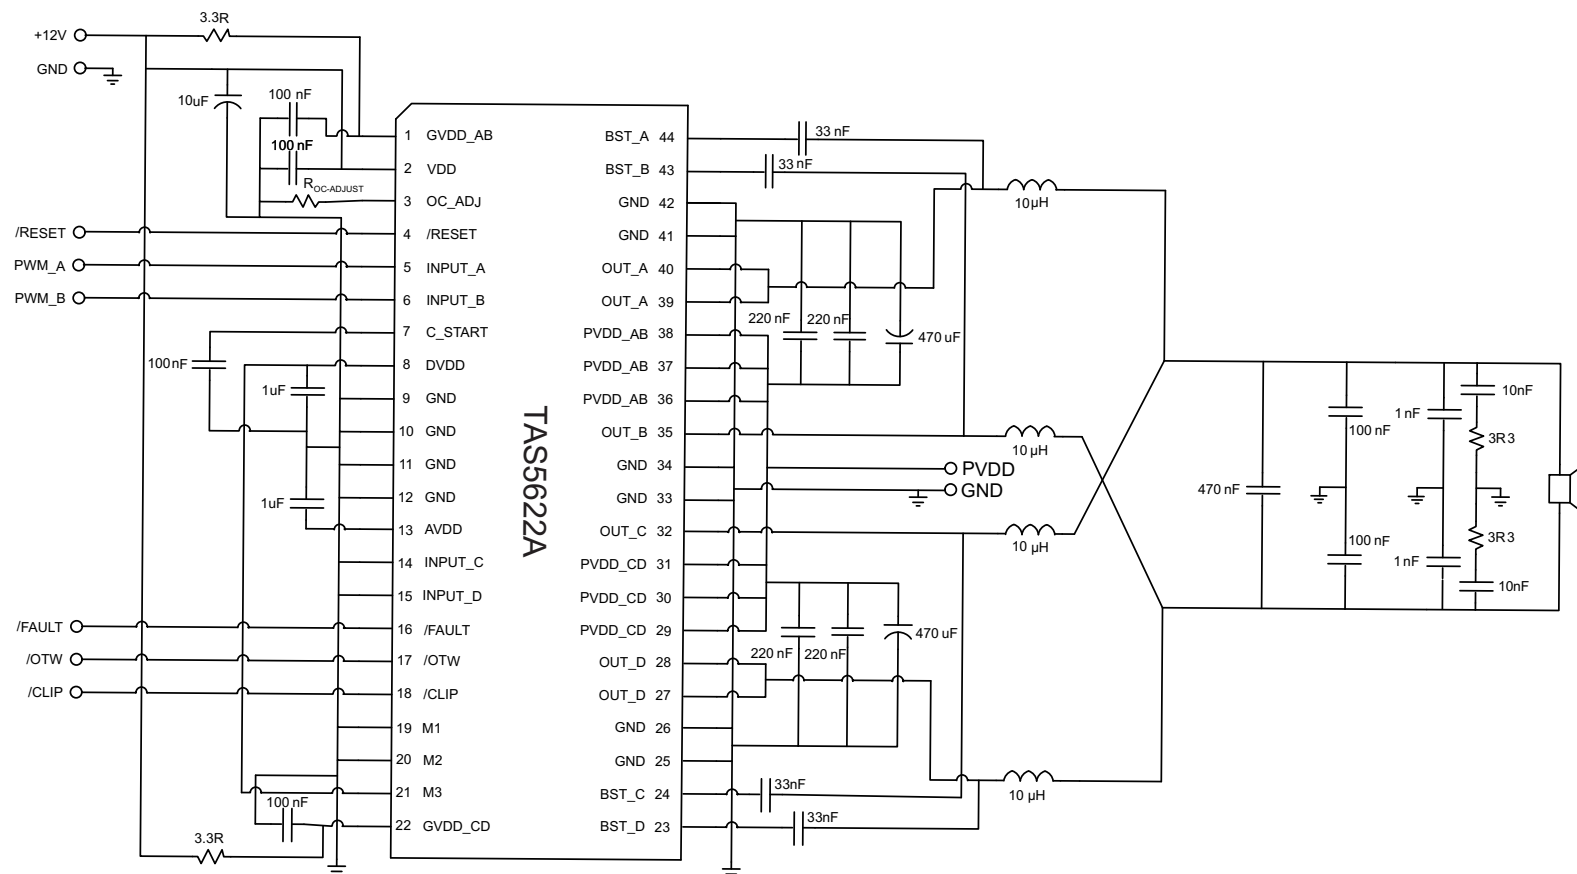 3.3R
+12V
GND
10uF
100 nF
100 nF
ROC-ADJUST
/RESET
PWM_A
PWM_B
100nF
1uF
1uF
/FAULT
/OTW
/CLIP
100 nF
3.3R
1 GVDD_AB
2 VDD
3 OC_ADJ
4 /RESET
5 INPUT_A
6 INPUT_B
7 C_START
8 DVDD
9 GND
10 GND
11 GND
12 GND
13 AVDD
14 INPUT_C
15 INPUT_D
16 /FAULT
17 /OTW
18 /CLIP
19 M1
20 M2
21 M3
22 GVDD_CD
TAS5622A
BST_A 44
BST_B 43
GND 42
GND 41
OUT_A 40
OUT_A 39
PVDD_AB 38
PVDD_AB 37
PVDD_AB 36
OUT_B 35
GND 34
GND 33
OUT_C 32
PVDD_CD 31
PVDD_CD 30
PVDD_CD 29
OUT_D 28
OUT_D 27
GND 26
GND 25
BST_C 24
BST_D 23
33 nF
33 nF
10µH
220 nF 220 nF 470 uF
10 µH
PVDD
GND
10 µH
470 uF
220 nF 220 nF
33nF
10 µH
33nF
470 nF
100 nF
1 nF
10nF
3R3
3R3
100 nF
1 nF
10nF